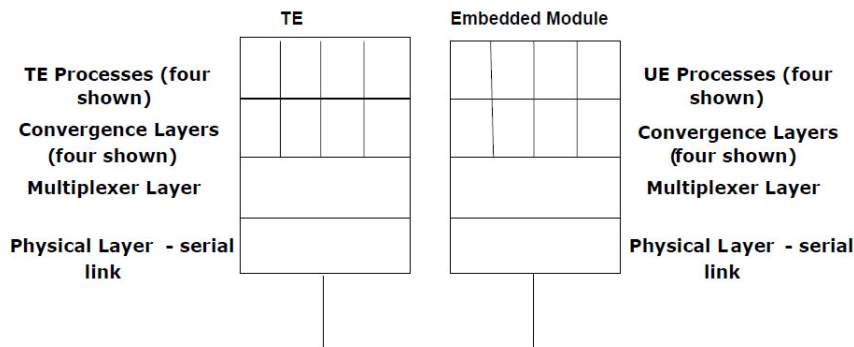 TE
Embedded Module
TE Processes (four
shown)
Convergence Layers
(four shown)
Multiplexer Layer
Physical Layer - serial
link
UE Processes (four
shown)
Convergence Layers
(four shown)
Multiplexer Layer
Physical Layer - serial
link